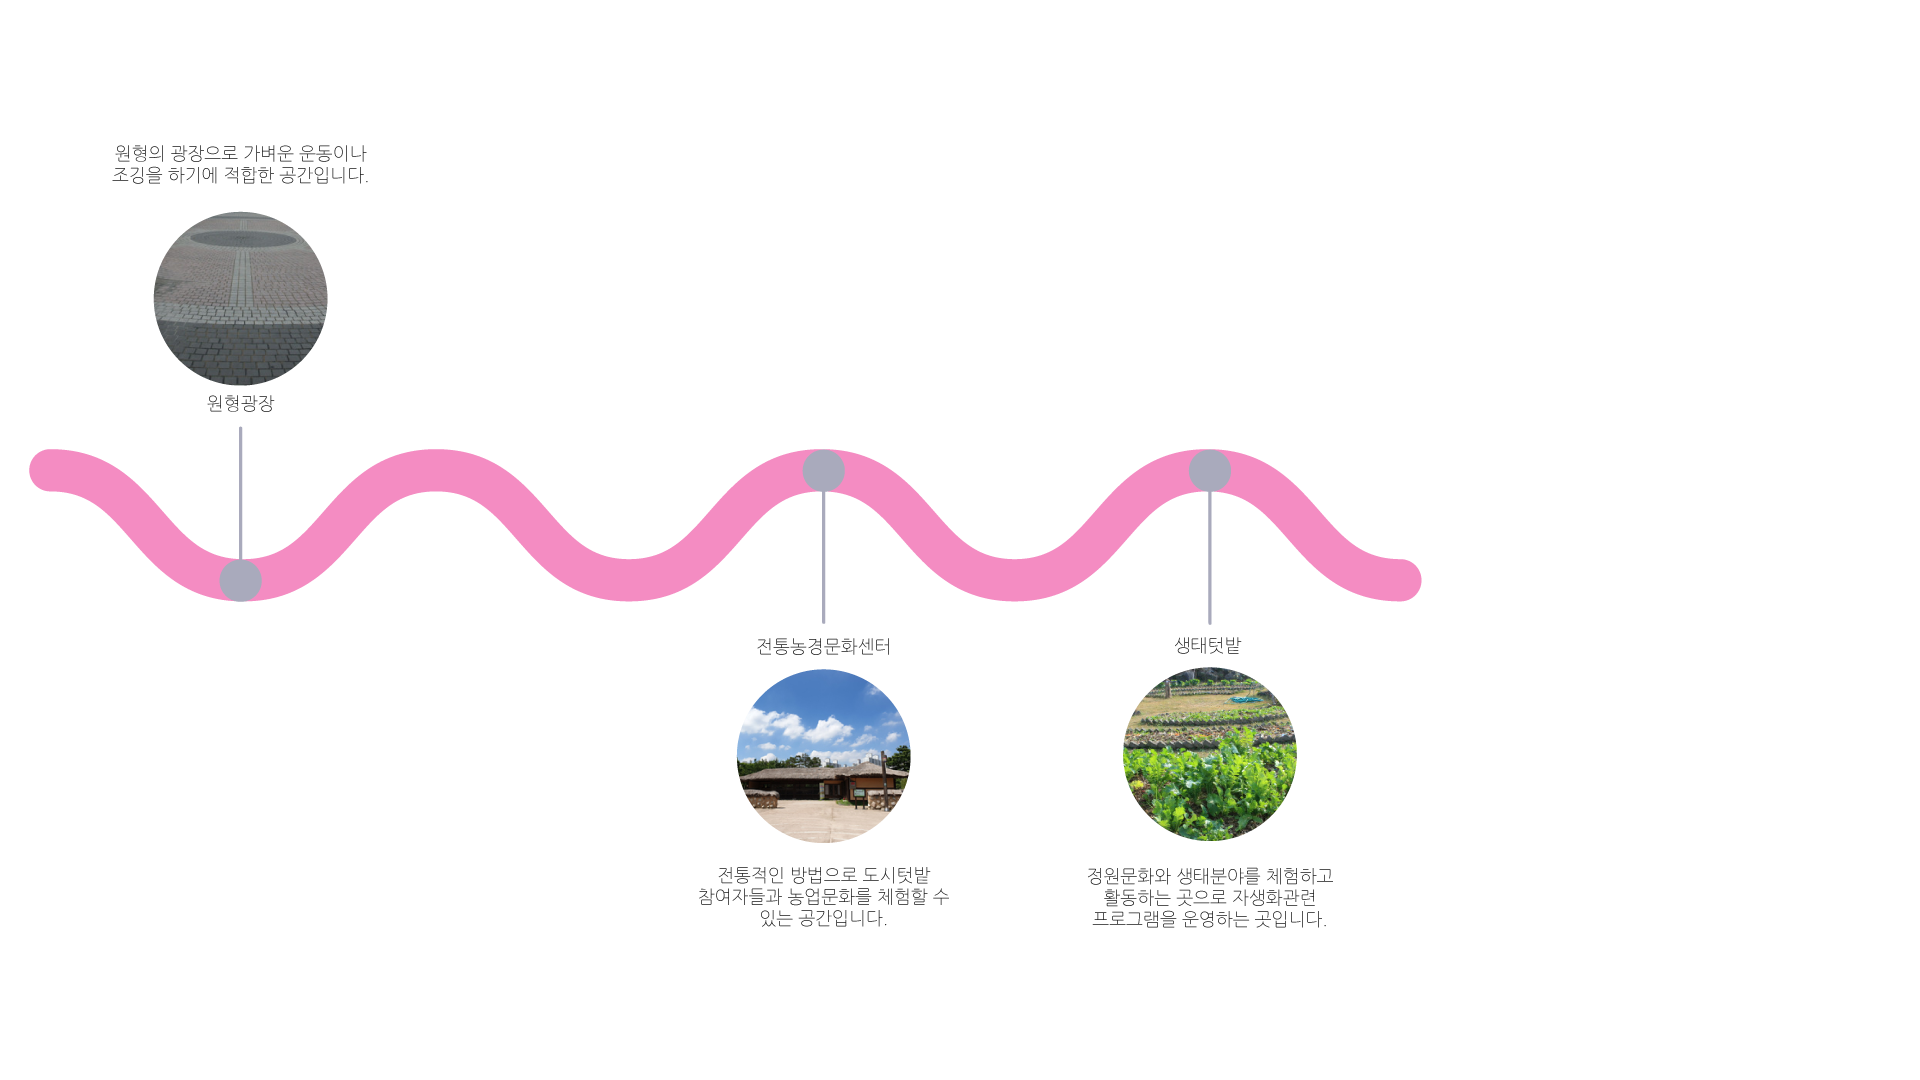 원형의 광장으로 가벼운 운동이나
조깅을 하기에 적합한 공간입니다.
원형광장
전통농경문화센터
전통적인 방법으로 도시텃밭
참여자들과 농업문화를 체험할 수
있는 공간입니다.
생태텃밭
정원문화와 생태분야를 체험하고
활동하는 곳으로 자생화관련
프로그램을 운영하는 곳입니다.